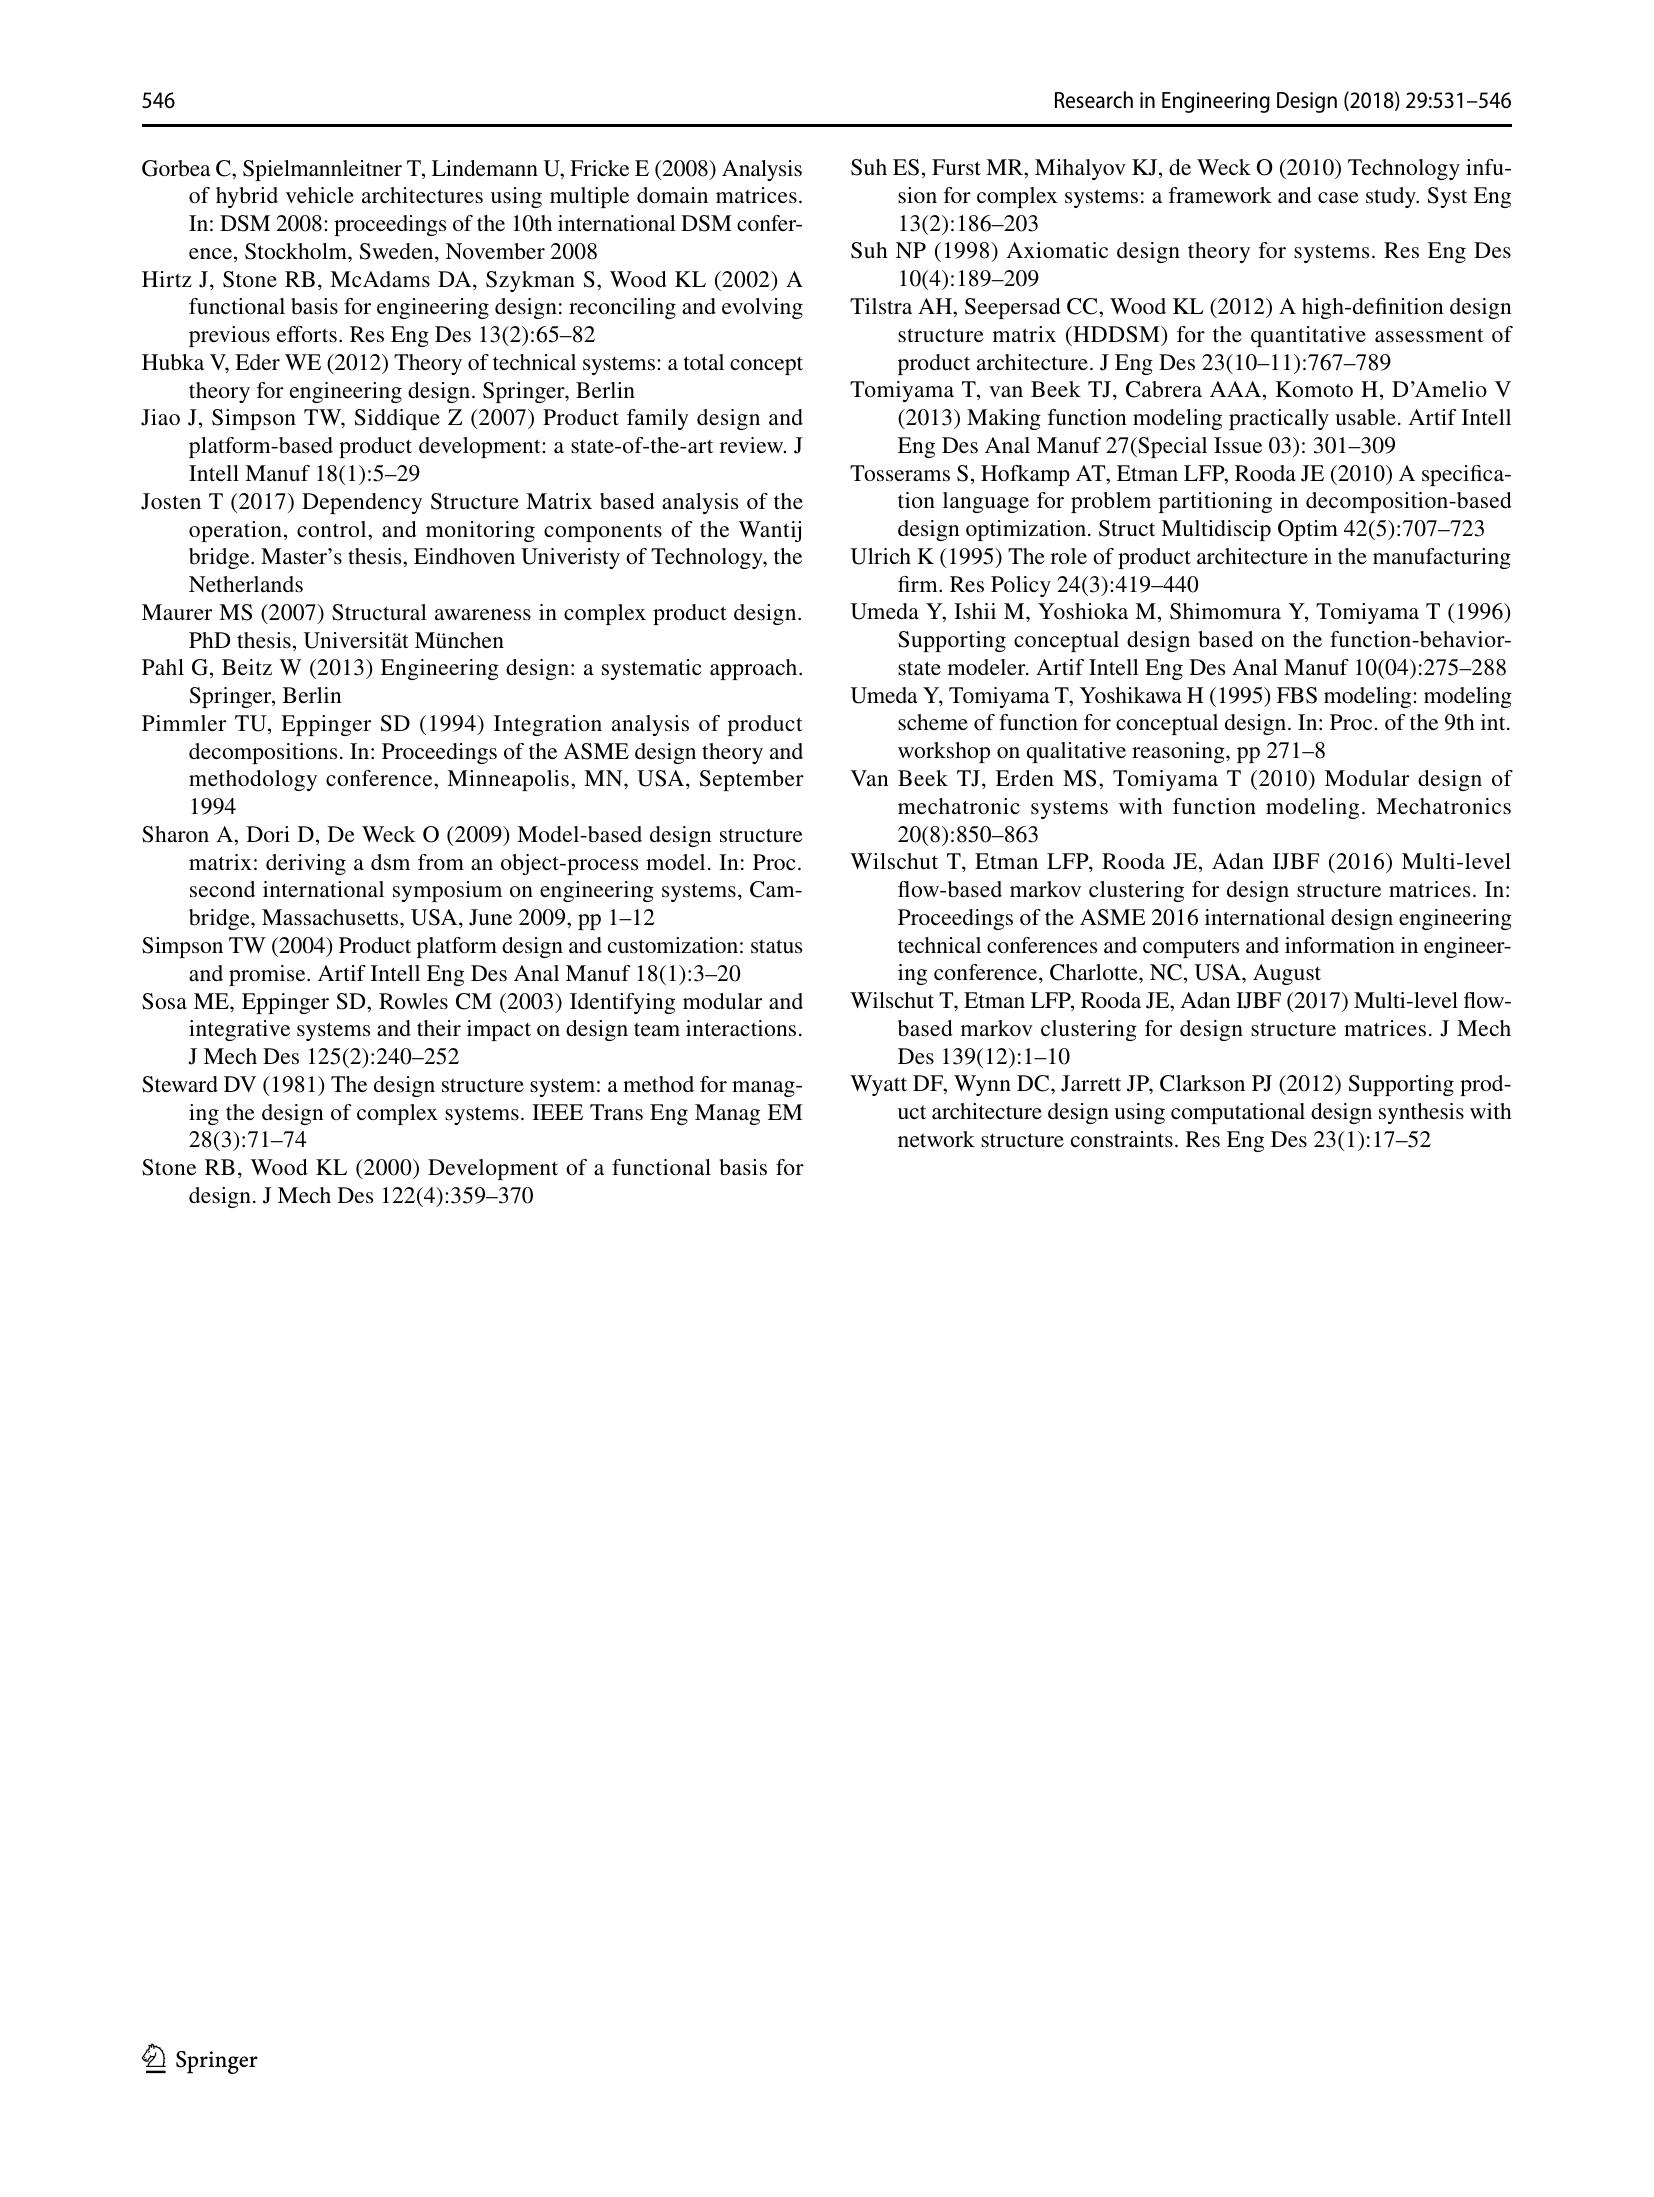 546
Research in Engineering Design (2018) 29:531–546
Gorbea C, Spielmannleitner T, Lindemann U, Fricke E (2008) Analysis
of hybrid vehicle architectures using multiple domain matrices.
In: DSM 2008: proceedings of the 10th international DSM confer-
ence, Stockholm, Sweden, November 2008
Hirtz J, Stone RB, McAdams DA, Szykman S, Wood KL (2002) A
functional basis for engineering design: reconciling and evolving
previous efforts. Res Eng Des 13(2):65–82
Hubka V, Eder WE (2012) Theory of technical systems: a total concept
theory for engineering design. Springer, Berlin
Jiao J, Simpson TW, Siddique Z (2007) Product family design and
platform-based product development: a state-of-the-art review. J
Intell Manuf 18(1):5–29
Josten T (2017) Dependency Structure Matrix based analysis of the
operation, control, and monitoring components of the Wantij
bridge. Master’s thesis, Eindhoven Univeristy of Technology, the
Netherlands
Maurer MS (2007) Structural awareness in complex product design.
PhD thesis, Universität München
Pahl G, Beitz W (2013) Engineering design: a systematic approach.
Springer, Berlin
Pimmler TU, Eppinger SD (1994) Integration analysis of product
decompositions. In: Proceedings of the ASME design theory and
methodology conference, Minneapolis, MN, USA, September
1994
Sharon A, Dori D, De Weck O (2009) Model-based design structure
matrix: deriving a dsm from an object-process model. In: Proc.
second international symposium on engineering systems, Cam-
bridge, Massachusetts, USA, June 2009, pp 1–12
Simpson TW (2004) Product platform design and customization: status
and promise. Artif Intell Eng Des Anal Manuf 18(1):3–20
Sosa ME, Eppinger SD, Rowles CM (2003) Identifying modular and
integrative systems and their impact on design team interactions.
J Mech Des 125(2):240–252
Steward DV (1981) The design structure system: a method for manag-
ing the design of complex systems. IEEE Trans Eng Manag EM
28(3):71–74
Stone RB, Wood KL (2000) Development of a functional basis for
design. J Mech Des 122(4):359–370
Suh ES, Furst MR, Mihalyov KJ, de Weck O (2010) Technology infu-
sion for complex systems: a framework and case study. Syst Eng
13(2):186–203
Suh NP (1998) Axiomatic design theory for systems. Res Eng Des
10(4):189–209
Tilstra AH, Seepersad CC, Wood KL (2012) A high-definition design
structure matrix (HDDSM) for the quantitative assessment of
product architecture. J Eng Des 23(10–11):767–789
Tomiyama T, van Beek TJ, Cabrera AAA, Komoto H, D’Amelio V
(2013) Making function modeling practically usable. Artif Intell
Eng Des Anal Manuf 27(Special Issue 03): 301–309
Tosserams S, Hofkamp AT, Etman LFP, Rooda JE (2010) A specifica-
tion language for problem partitioning in decomposition-based
design optimization. Struct Multidiscip Optim 42(5):707–723
Ulrich K (1995) The role of product architecture in the manufacturing
firm. Res Policy 24(3):419–440
Umeda Y, Ishii M, Yoshioka M, Shimomura Y, Tomiyama T (1996)
Supporting conceptual design based on the function-behavior-
state modeler. Artif Intell Eng Des Anal Manuf 10(04):275–288
Umeda Y, Tomiyama T, Yoshikawa H (1995) FBS modeling: modeling
scheme of function for conceptual design. In: Proc. of the 9th int.
workshop on qualitative reasoning, pp 271–8
Van Beek TJ, Erden MS, Tomiyama T (2010) Modular design of
mechatronic systems with function modeling. Mechatronics
20(8):850–863
Wilschut T, Etman LFP, Rooda JE, Adan IJBF (2016) Multi-level
flow-based markov clustering for design structure matrices. In:
Proceedings of the ASME 2016 international design engineering
technical conferences and computers and information in engineer-
ing conference, Charlotte, NC, USA, August
Wilschut T, Etman LFP, Rooda JE, Adan IJBF (2017) Multi-level flow-
based markov clustering for design structure matrices. J Mech
Des 139(12):1–10
Wyatt DF, Wynn DC, Jarrett JP, Clarkson PJ (2012) Supporting prod-
uct architecture design using computational design synthesis with
network structure constraints. Res Eng Des 23(1):17–52
Springer